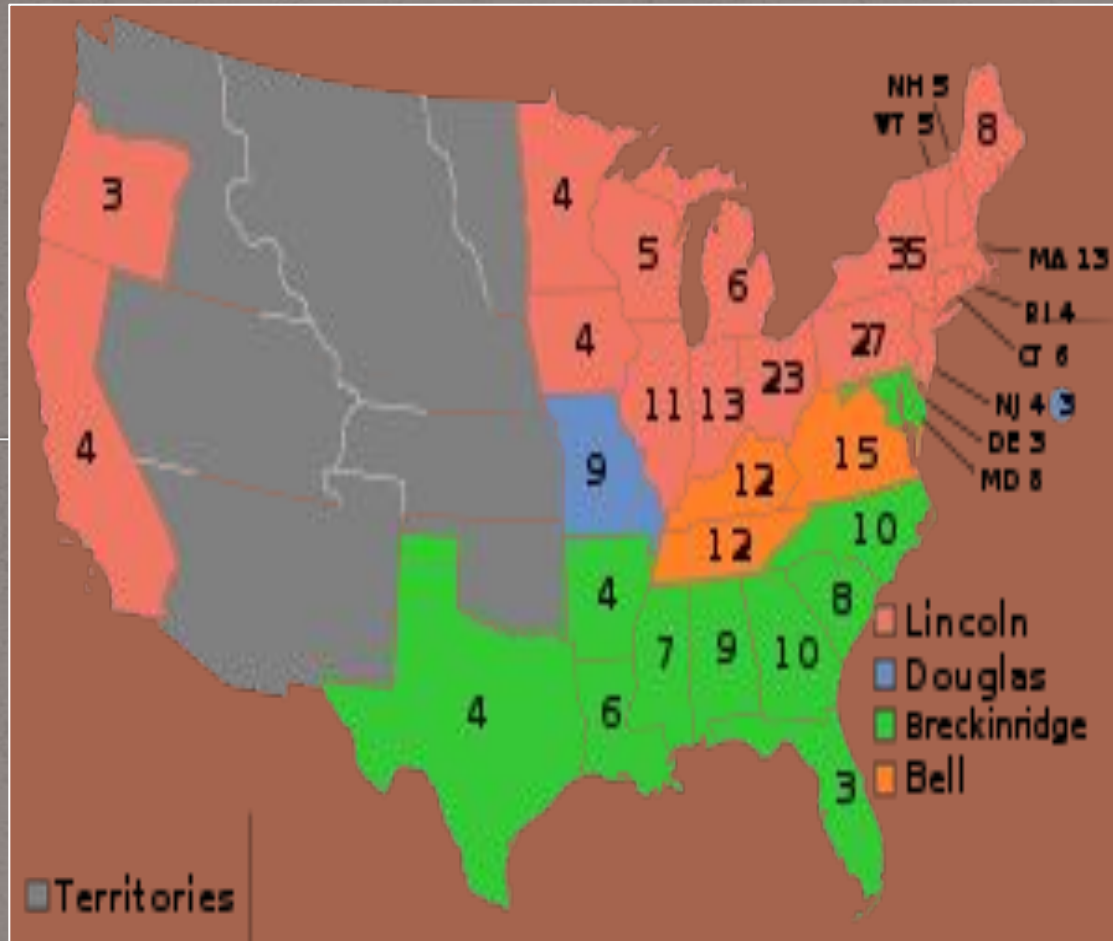 NH 5
VT 5
8
3
4
5
35
MA 13
6
RI 4
4
27
CT 6
11
13
23
NJ 4 3
4
DE 3
9
12
15
MD 8
12
10
4
8
7
9
10
Lincoln
4
6
Douglas
Breckinridge
3
Bell
Territories